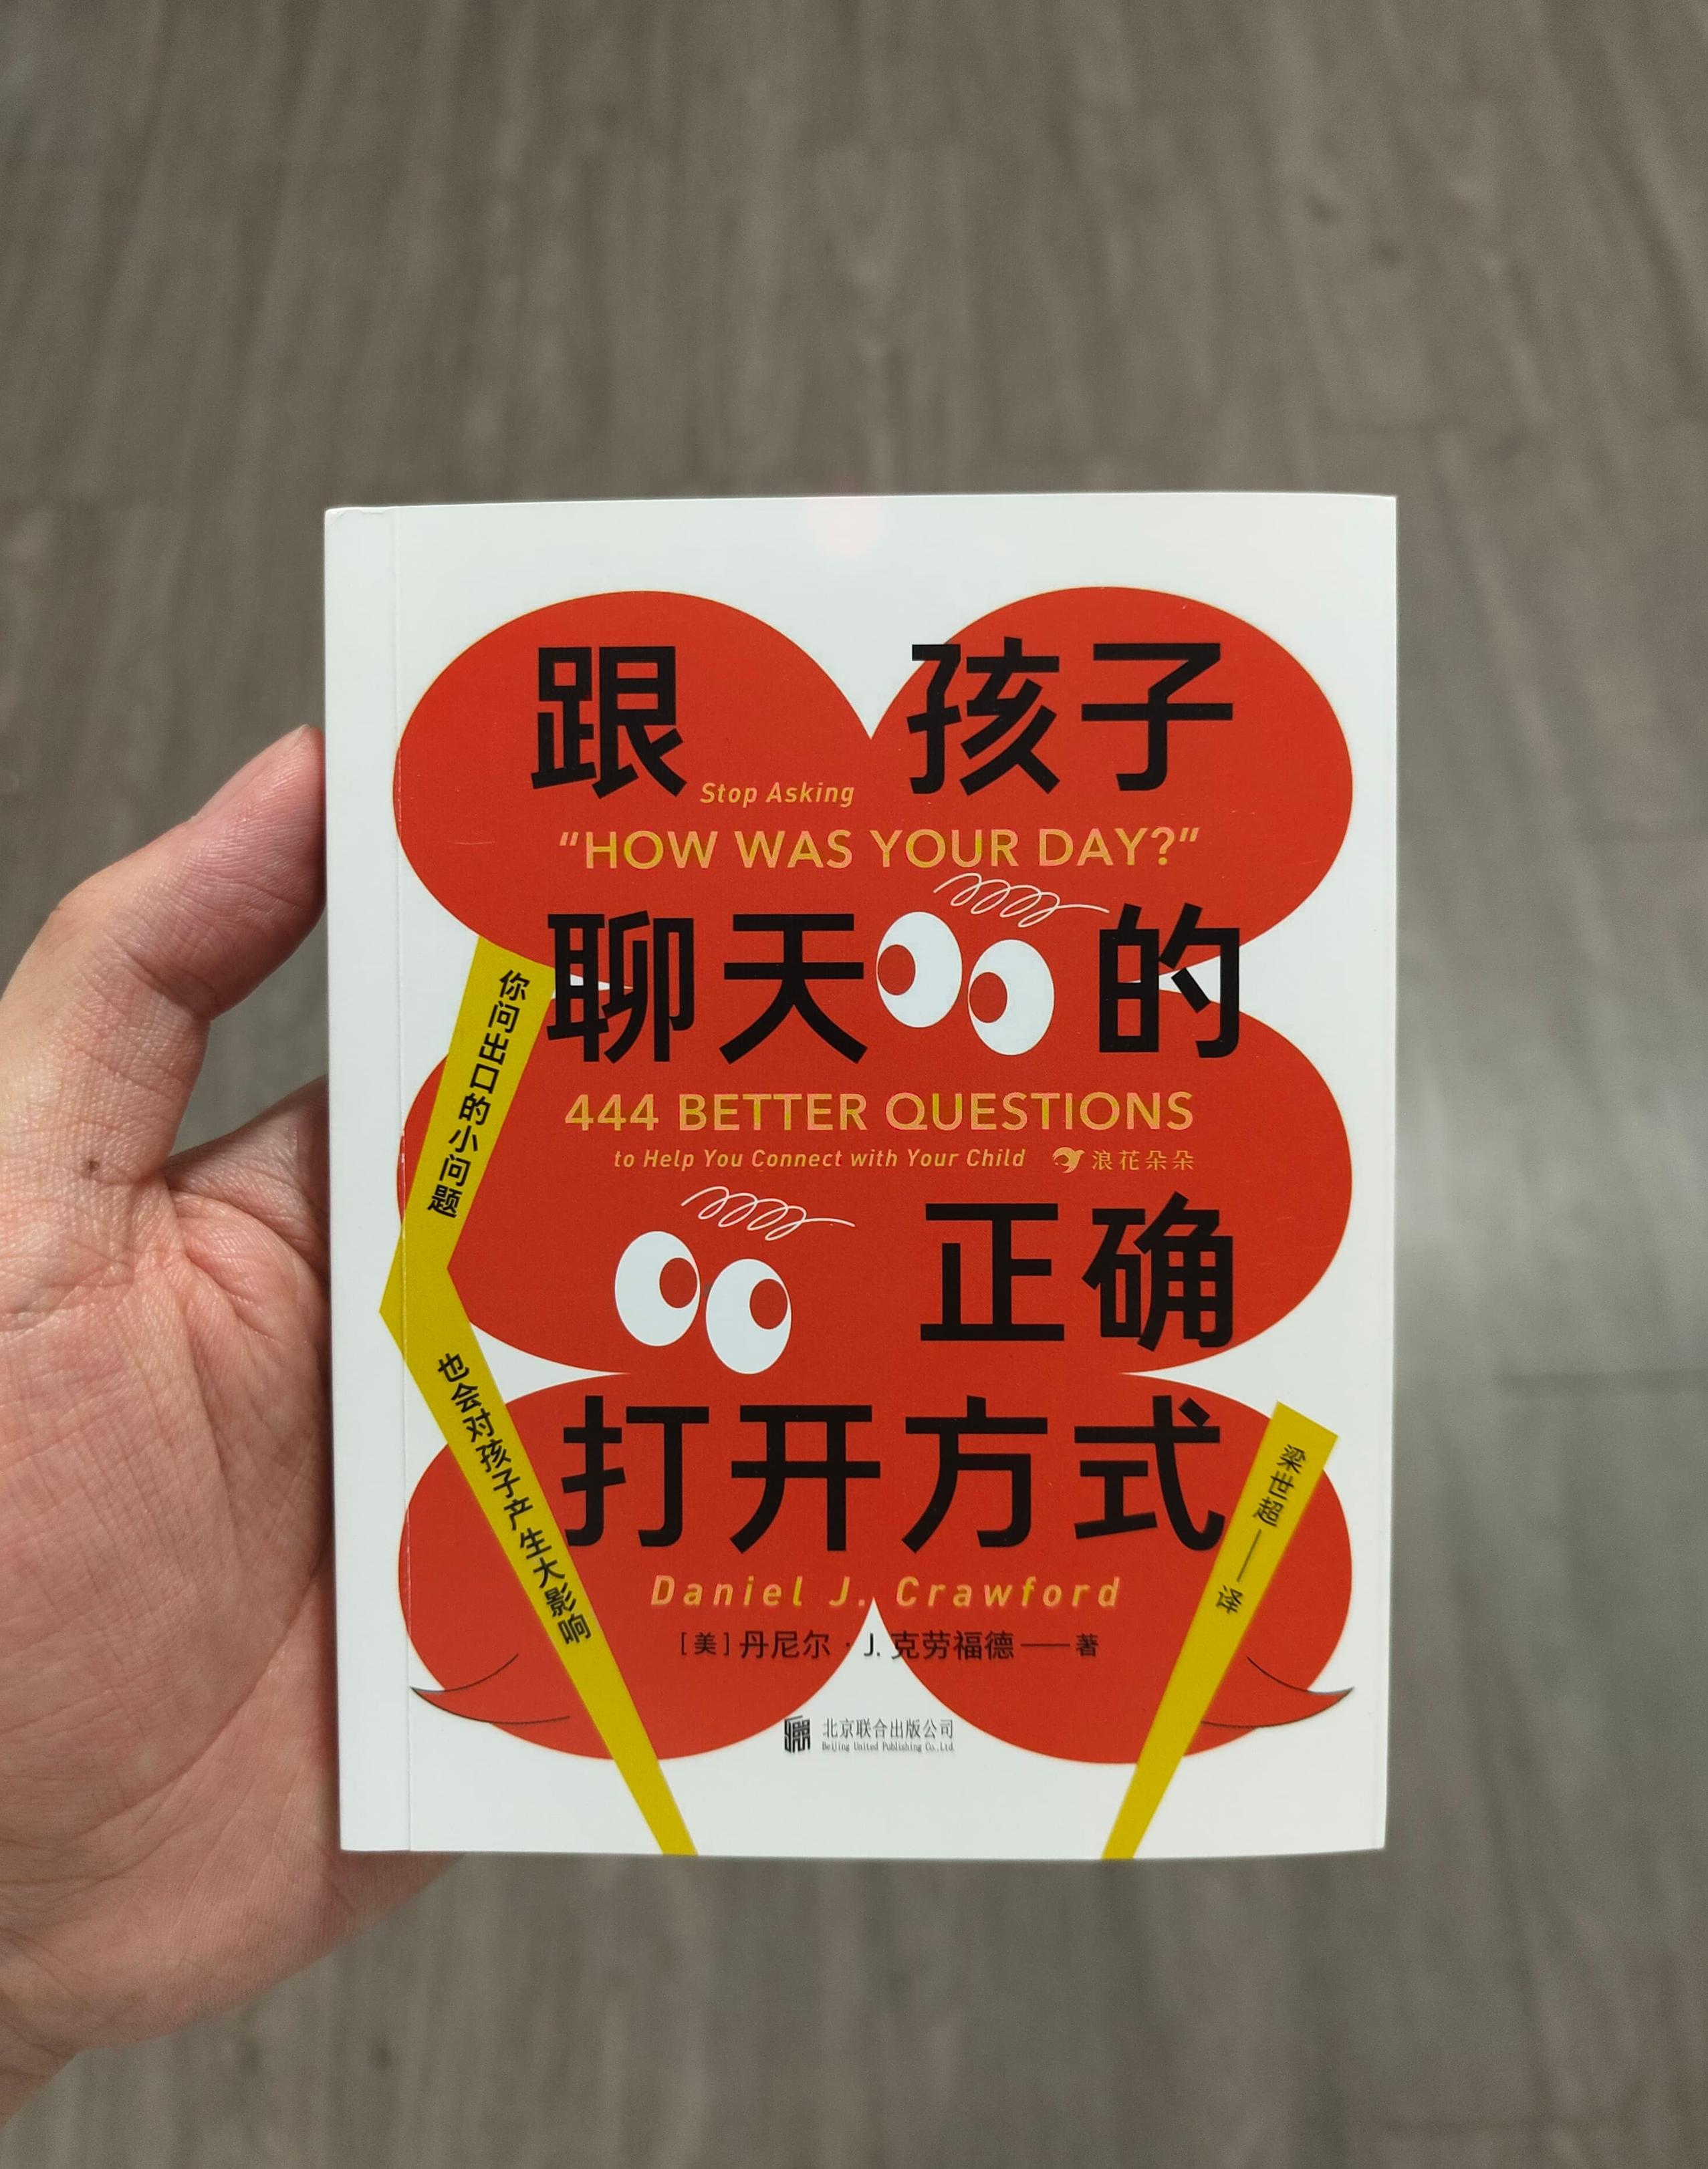 跟 孩子
Stop Asking
“HOW WAS YOUR DAY?”
聊天 的
444 BETTER QUESTIONS
to Help You Connect with Your Child 浪花朵朵
正确
打开方式
你问出口的小问题
也会对孩子产生大影响
梁世超——译
Daniel J. Crawford
[美]丹尼尔·J.克劳福德——著
北京联合出版公司
Beijing United Publishing Co.,Ltd.